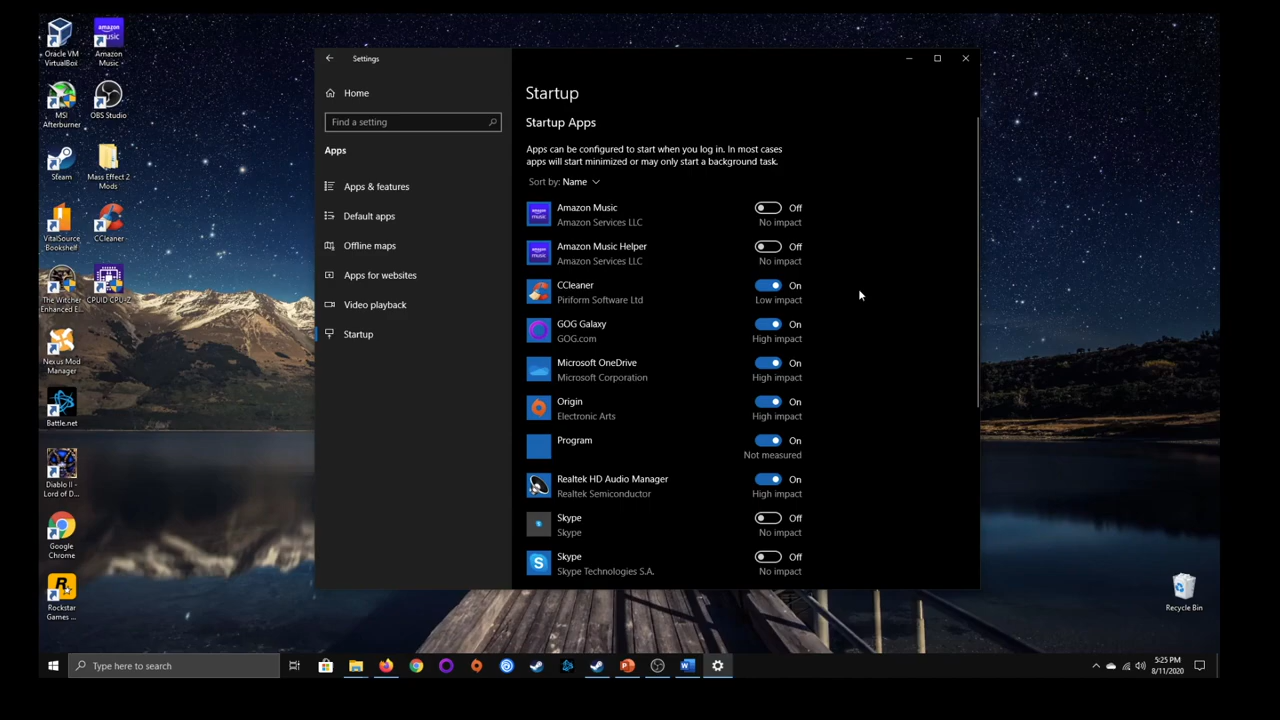 Oracle VM
VirtualBox
Amazon
Music
MSI
Afterburner
OBS Studio
Steam
Mass Effect 2
Mods
VitalSource
Bookshelf
CCleaner
The Witcher
Enhanced E...
CPUID CPU-Z
Nexus Mod
Manager
Battle.net
Diablo II -
Lord of D...
Google
Chrome
Rockstar
Games ...
Settings
Home
Find a setting
Apps
Apps & features
Default apps
Offline maps
Apps for websites
Video playback
Startup
Startup
Startup Apps
Apps can be configured to start when you log in. In most cases
apps will start minimized or may only start a background task.
Sort by: Name
Amazon Music Off
Amazon Services LLC No impact
Amazon Music Helper Off
Amazon Services LLC No impact
CCleaner On
Piriform Software Ltd Low impact
GOG Galaxy On
GOG.com High impact
Microsoft OneDrive On
Microsoft Corporation High impact
Origin On
Electronic Arts High impact
Program On
Not measured
Realtek HD Audio Manager On
Realtek Semiconductor High impact
Skype Off
Skype No impact
Skype Off
Skype Technologies S.A. No impact
Recycle Bin
Type here to search
5:25 PM
8/11/2020